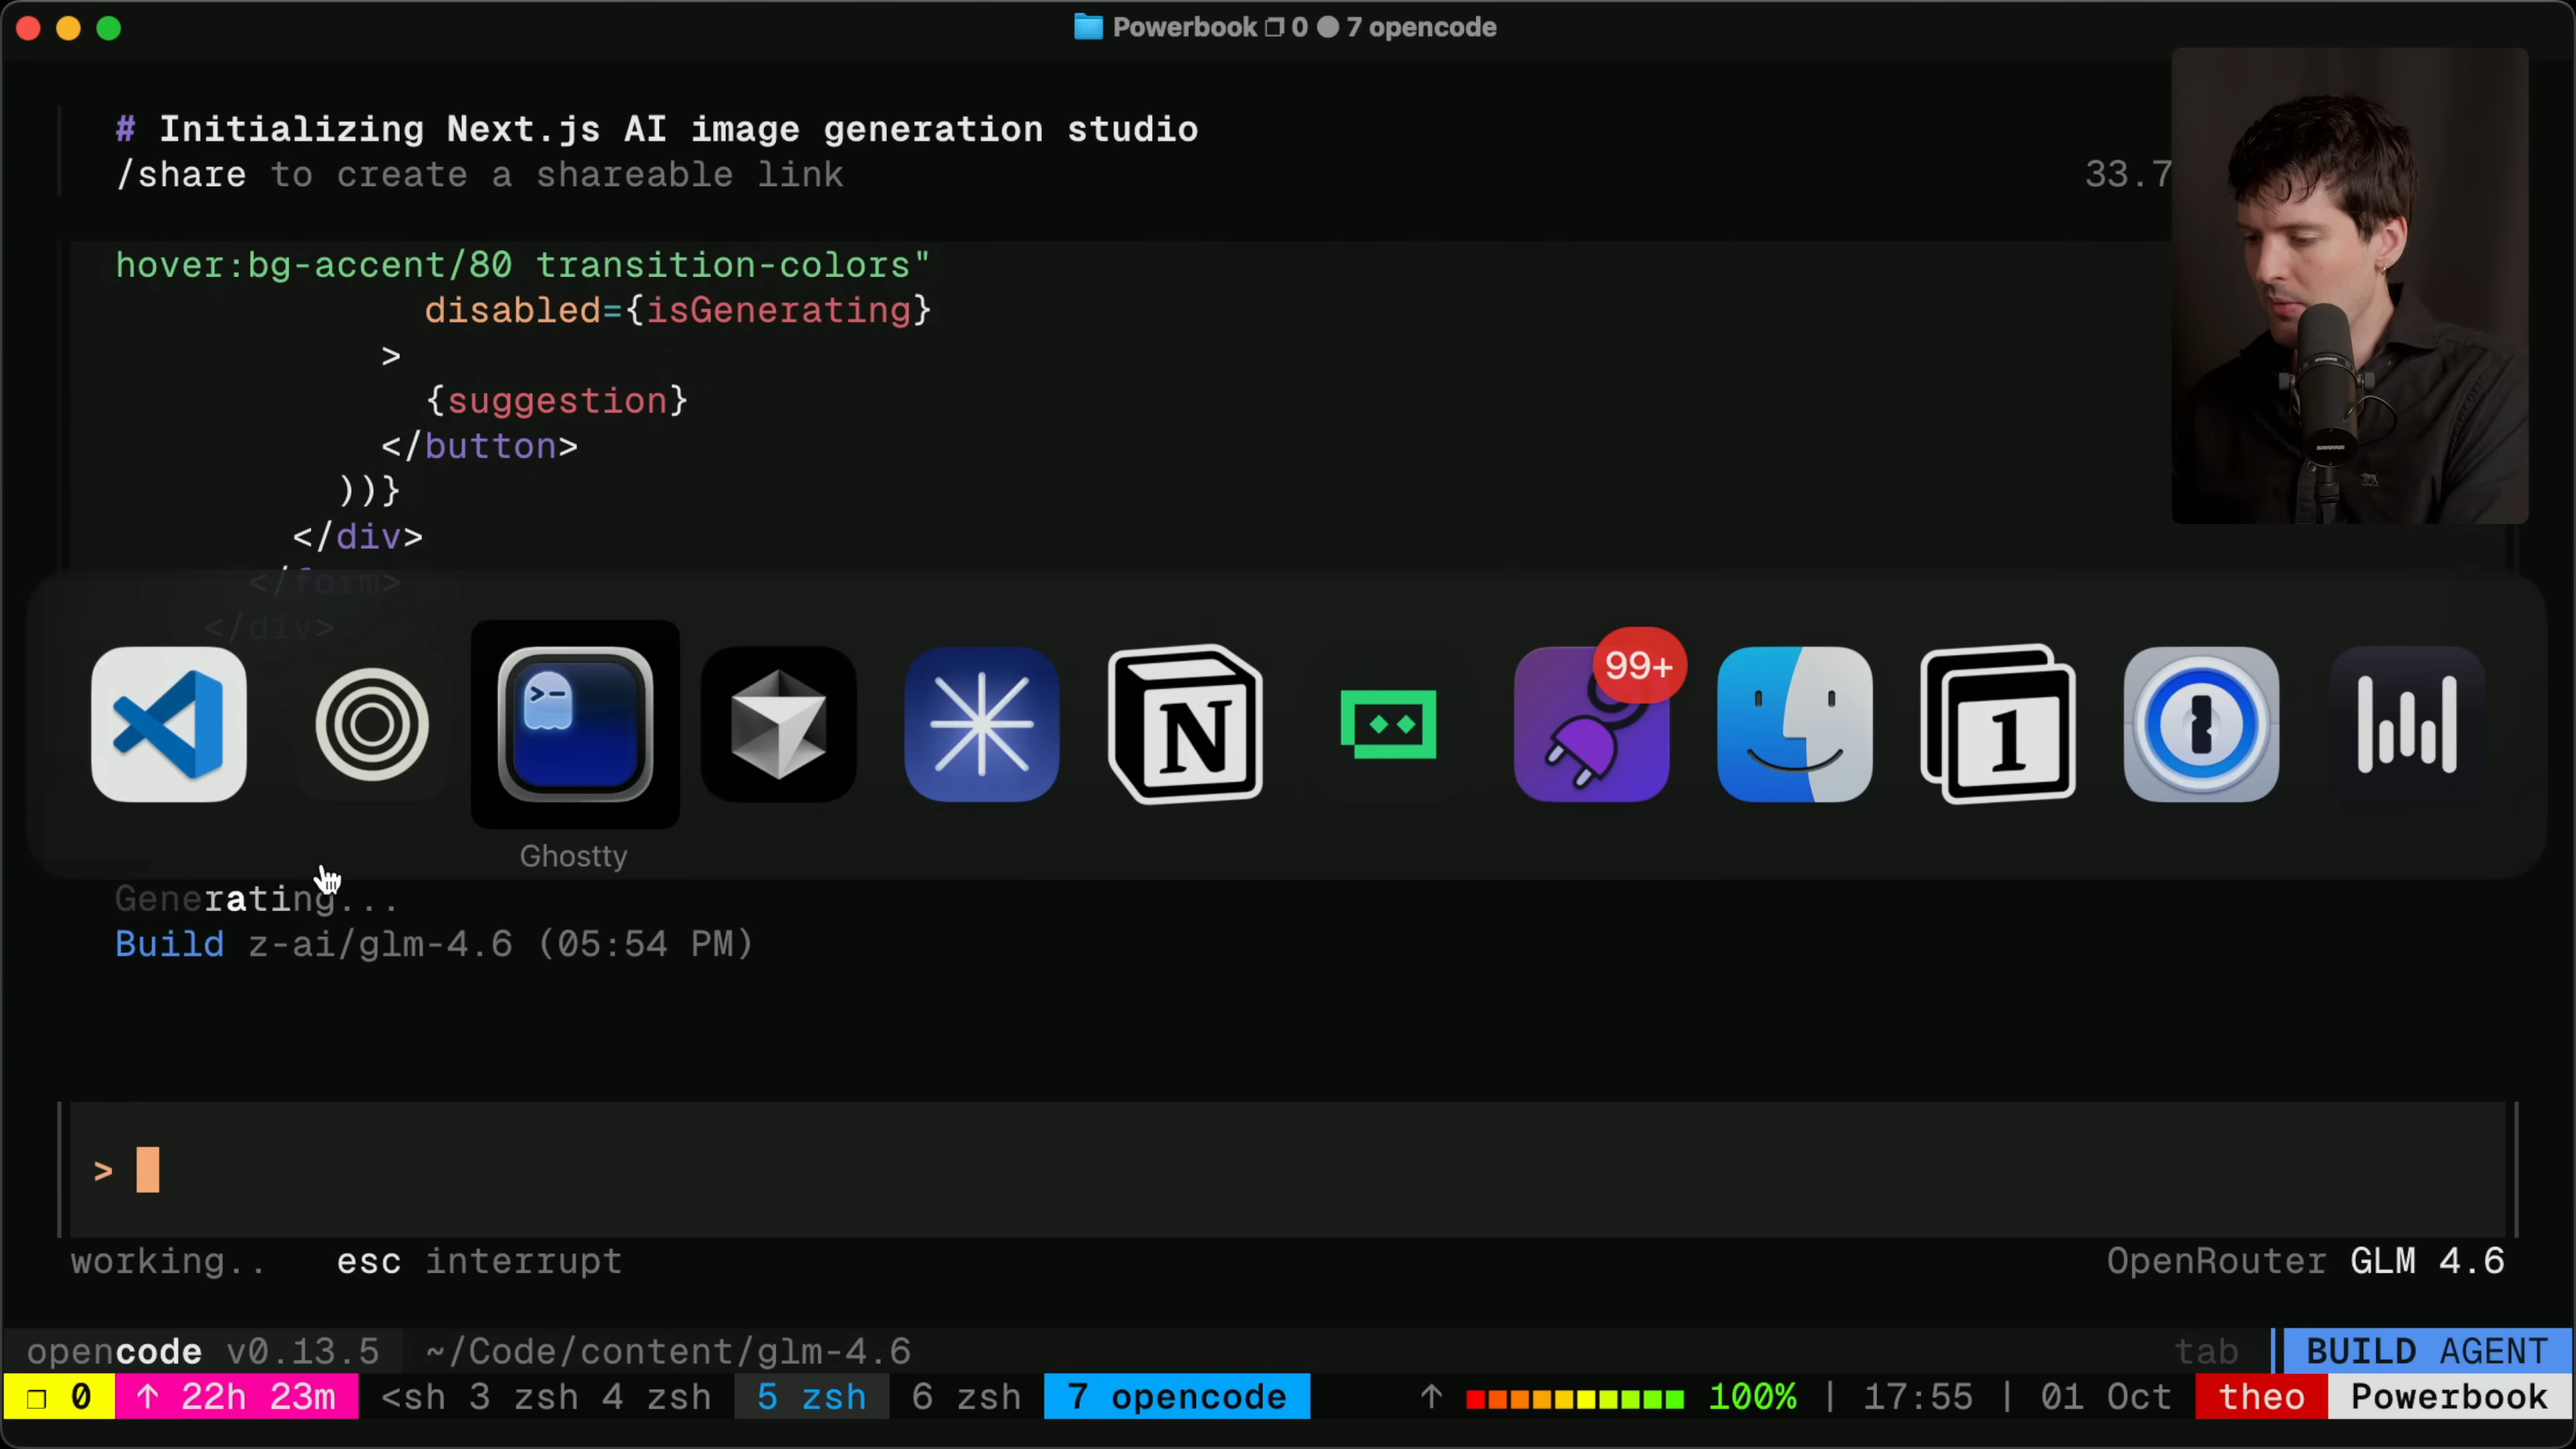 Powerbook ❐ 0 ● 7 opencode
# Initializing Next.js AI image generation studio
/share to create a shareable link
33.7
hover:bg-accent/80 transition-colors"
disabled={isGenerating}
>
{suggestion}
</button>
))}
</div>
</form>
</div>
>-
N
99+
1
Ghostty
Generating...
Build z-ai/glm-4.6 (05:54 PM)
>
working.. esc interrupt
OpenRouter GLM 4.6
opencode v0.13.5 ~/Code/content/glm-4.6
tab BUILD AGENT
❐ 0 ↑ 22h 23m <sh 3 zsh 4 zsh 5 zsh 6 zsh 7 opencode ↑ 100% | 17:55 | 01 Oct theo Powerbook